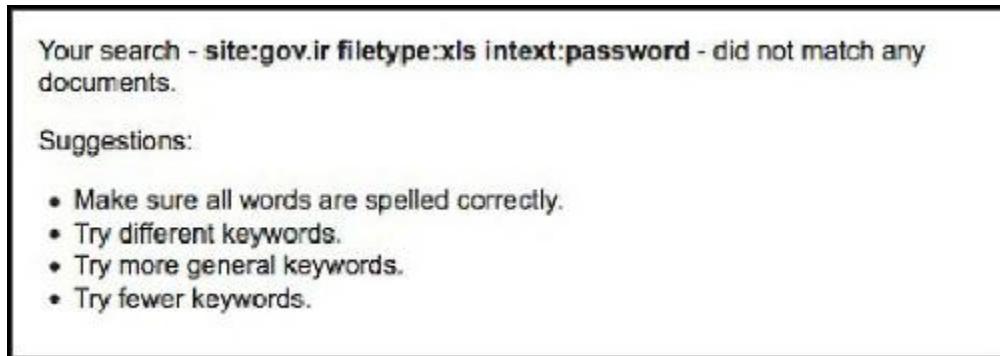 Your search - site:gov.ir filetype:xls intext:password - did not match any
documents.
Suggestions:
• Make sure all words are spelled correctly.
• Try different keywords.
• Try more general keywords.
• Try fewer keywords.